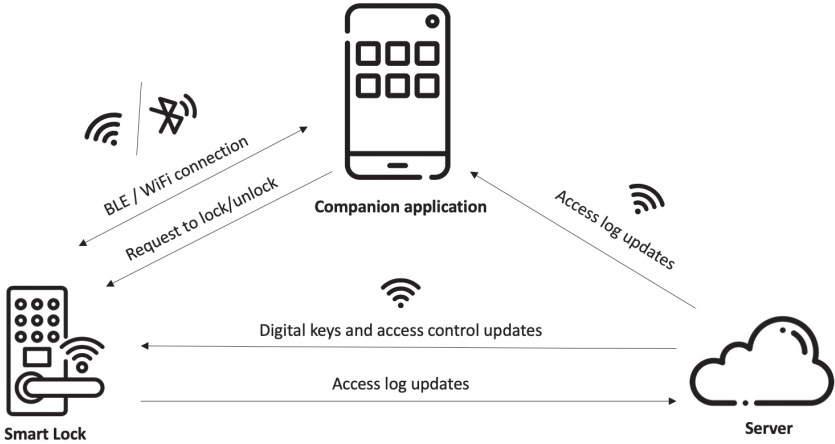 BLE / WiFi connection
Request to lock/unlock
Companion application
Access log updates
Digital keys and access control updates
Access log updates
Smart Lock
Server